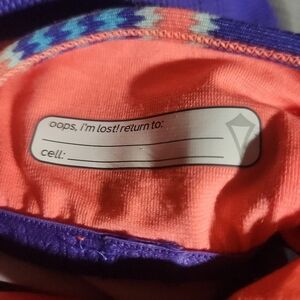 oops, i'm lost! return to:
cell: